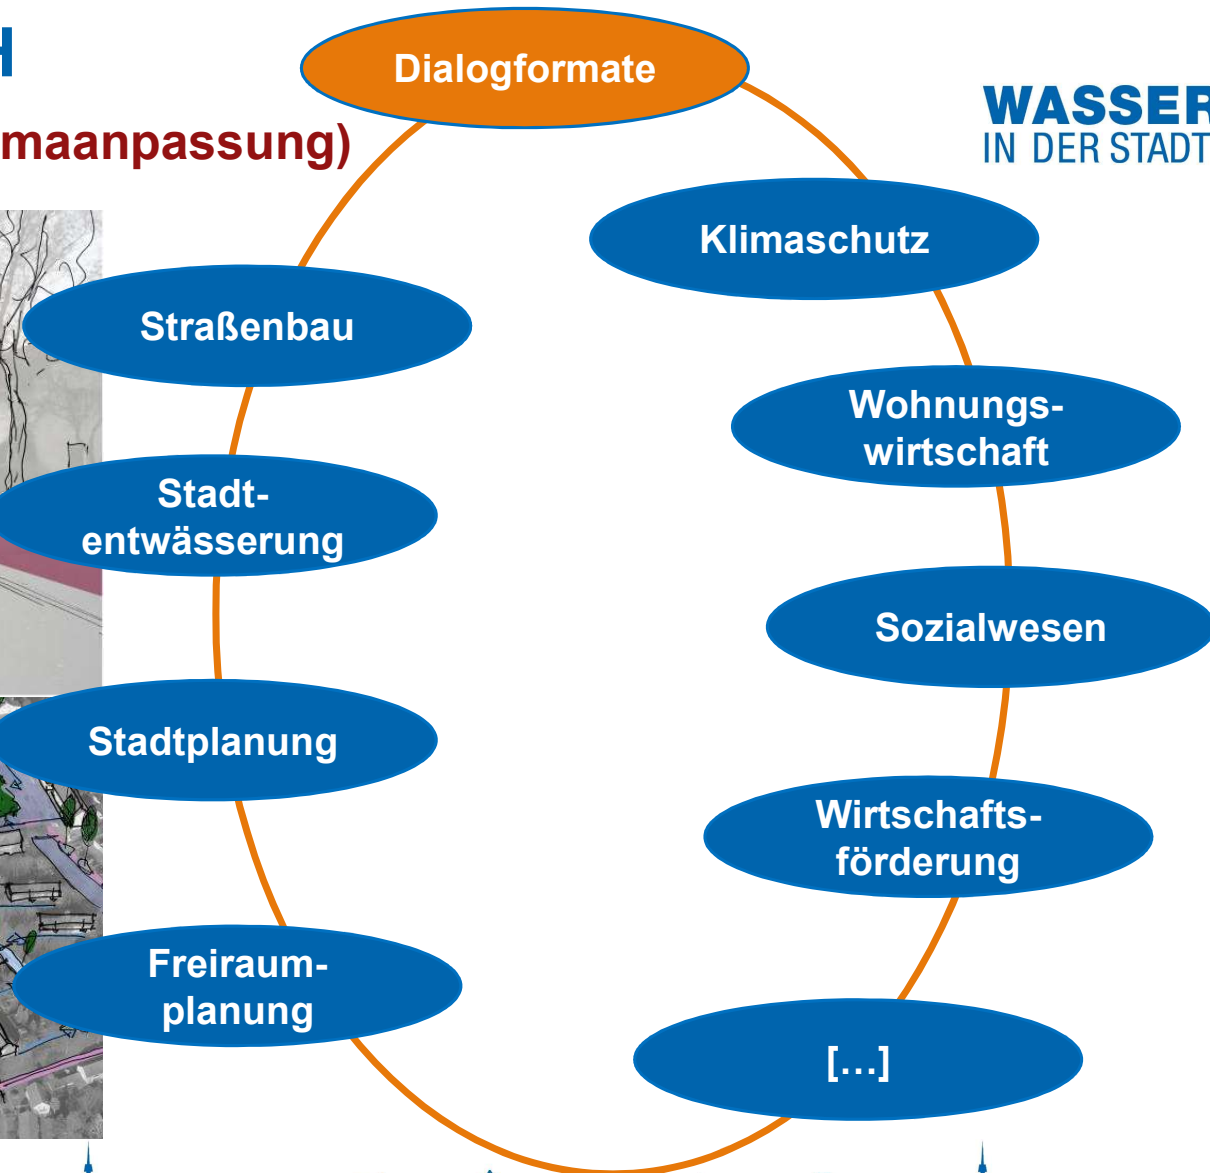 H
maanpassung)
WASSER
IN DER STADT
Dialogformate
Klimaschutz
Straßenbau
Wohnungs-
wirtschaft
Stadt-
entwässerung
Sozialwesen
Stadtplanung
Wirtschafts-
förderung
Freiraum-
planung
[…]